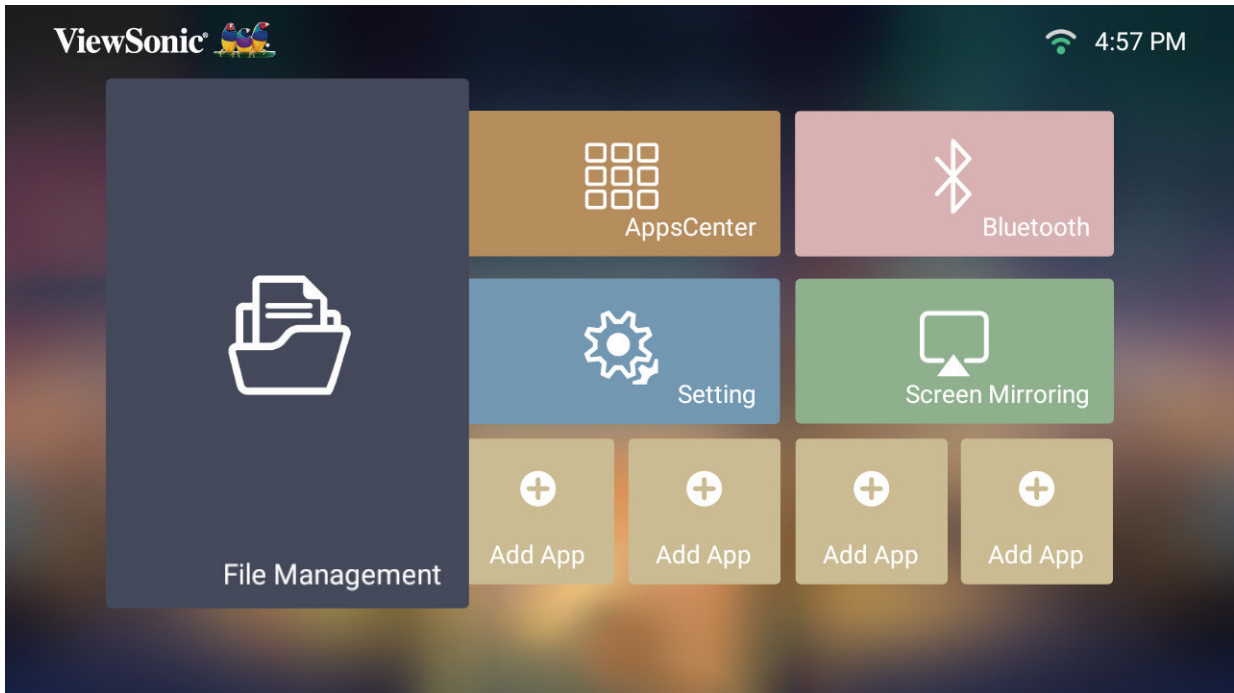 ViewSonic®
4:57 PM
AppsCenter
Bluetooth
Setting
Screen Mirroring
File Management
Add App
Add App
Add App
Add App